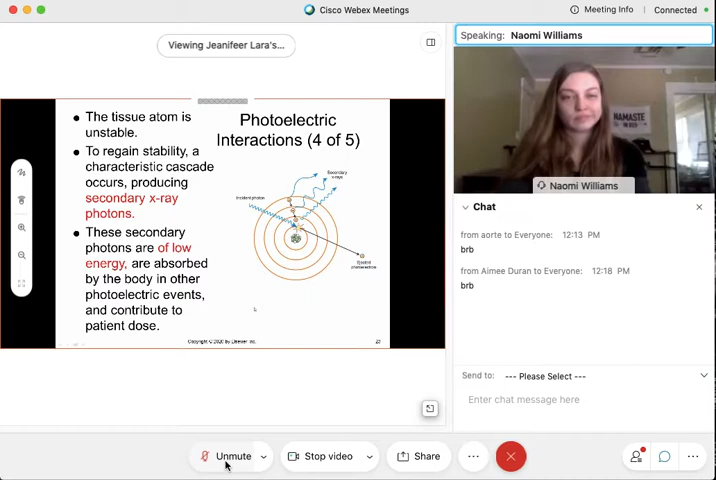 Cisco Webex Meetings
Meeting Info
Connected
Viewing Jeanifeer Lara's...
Speaking: Naomi Williams
Photoelectric
Interactions (4 of 5)
• The tissue atom is
unstable.
• To regain stability, a
characteristic cascade
occurs, producing
secondary x-ray
photons.
• These secondary
photons are of low
energy, are absorbed
by the body in other
photoelectric events,
and contribute to
patient dose.
Secondary
x-rays
Incident photon
Ejected
photoelectron
Copyright © 2020 by Elsevier Inc.
23
NAMASTE
Naomi Williams
Chat
from aorte to Everyone: 12:13 PM
brb
from Aimee Duran to Everyone: 12:18 PM
brb
Send to: --- Please Select ---
Enter chat message here
Unmute
Stop video
Share